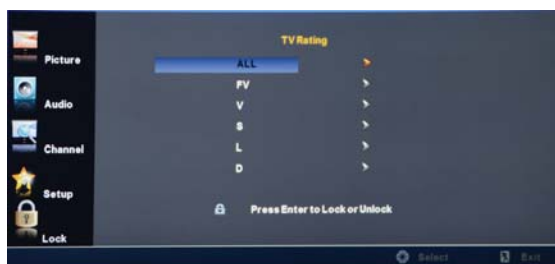 TV Rating
Picture
ALL
FV
Audio
V
S
Channel
L
D
Setup
Press Enter to Lock or Unlock
Lock
Select Exit